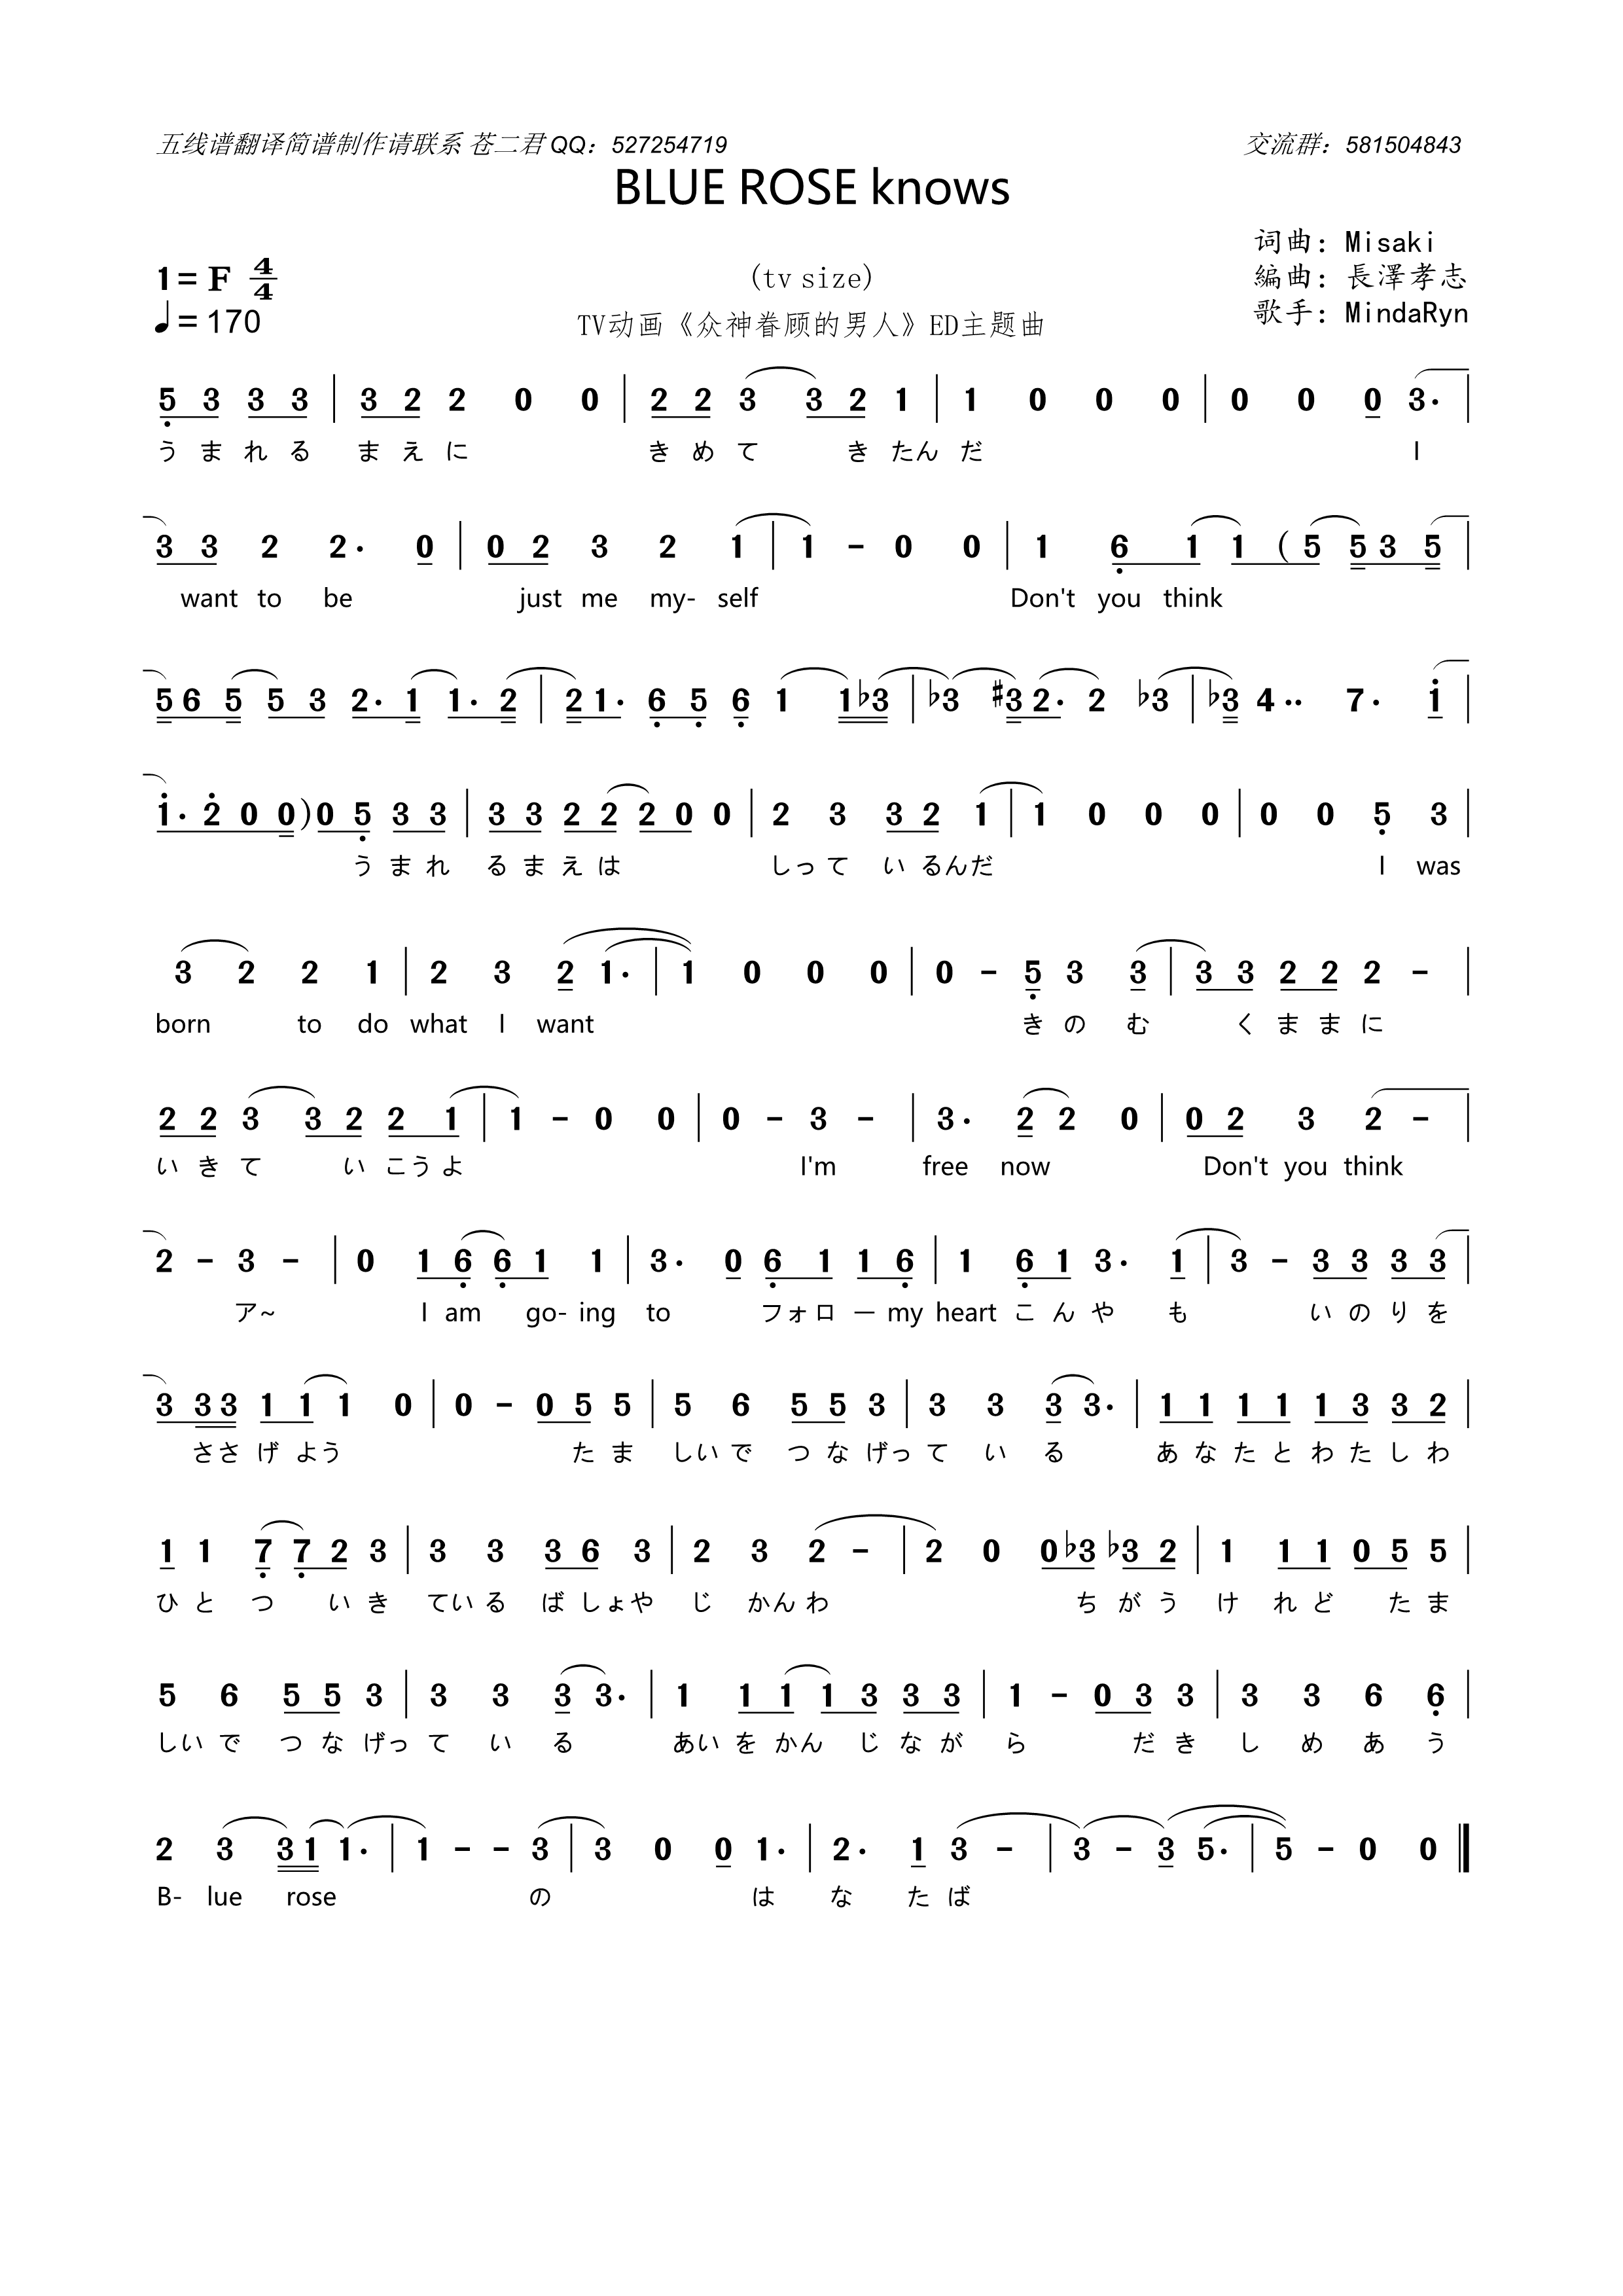 五线谱翻译简谱制作请联系 苍二君QQ：527254719 交流群：581504843
BLUE ROSE knows
词曲：Misaki
1=F 4/4 (tv size) 编曲：長澤孝志
♩=170 TV动画《众神眷顾的男人》ED主题曲 歌手：MindaRyn
5 3 3 3 | 3 2 2 0 0 | 2 2 3 3 2 1 | 1 0 0 0 | 0 0 0 3· |
う ま れ る ま え に き め て き たん だ I
3 3 2 2· 0 | 0 2 3 2 1 | 1 - 0 0 | 1 6 1 1 ( 5 5 3 5 |
want to be just me my- self Don't you think
5 6 5 5 3 2· 1 1· 2 | 2 1· 6 5 6 1 1 ♭3 | ♭3 ♯3 2· 2 ♭3 | ♭3 4·· 7· 1 |
1· 2 0 0 ) 0 5 3 3 | 3 3 2 2 2 0 0 | 2 3 3 2 1 | 1 0 0 0 | 0 0 5 3 |
う ま れ る ま え は しっ て い るんだ I was
3 2 2 1 | 2 3 2 1· | 1 0 0 0 | 0 - 5 3 3 | 3 3 2 2 2 - |
born to do what I want き の む く ま ま に
2 2 3 3 2 2 1 | 1 - 0 0 | 0 - 3 - | 3· 2 2 0 | 0 2 3 2 - |
い き て い こう よ I'm free now Don't you think
2 - 3 - | 0 1 6 6 1 1 | 3· 0 6 1 1 6 | 1 6 1 3· 1 | 3 - 3 3 3 3 |
ア~ I am go- ing to フォ ロ ー my heart こ ん や も い の り を
3 3 3 1 1 1 0 | 0 - 0 5 5 | 5 6 5 5 3 | 3 3 3 3· | 1 1 1 1 1 3 3 2 |
さ さ げ よう た ま しい で つ な げっ て い る あ な た と わ た し わ
1 1 7 7 2 3 | 3 3 3 6 3 | 2 3 2 - | 2 0 0 ♭3 ♭3 2 | 1 1 1 0 5 5 |
ひ と つ い き てい る ば しょ や じ かん わ ち が う け れ ど た ま
5 6 5 5 3 | 3 3 3 3· | 1 1 1 1 3 3 3 | 1 - 0 3 3 | 3 3 6 6 |
しい で つ な げっ て い る あい を かん じ な が ら だ き し め あ う
2 3 3 1 1· | 1 - - 3 | 3 0 0 1· | 2· 1 3 - | 3 - 3 5· | 5 - 0 0 ‖
B- lue rose の は な た ば